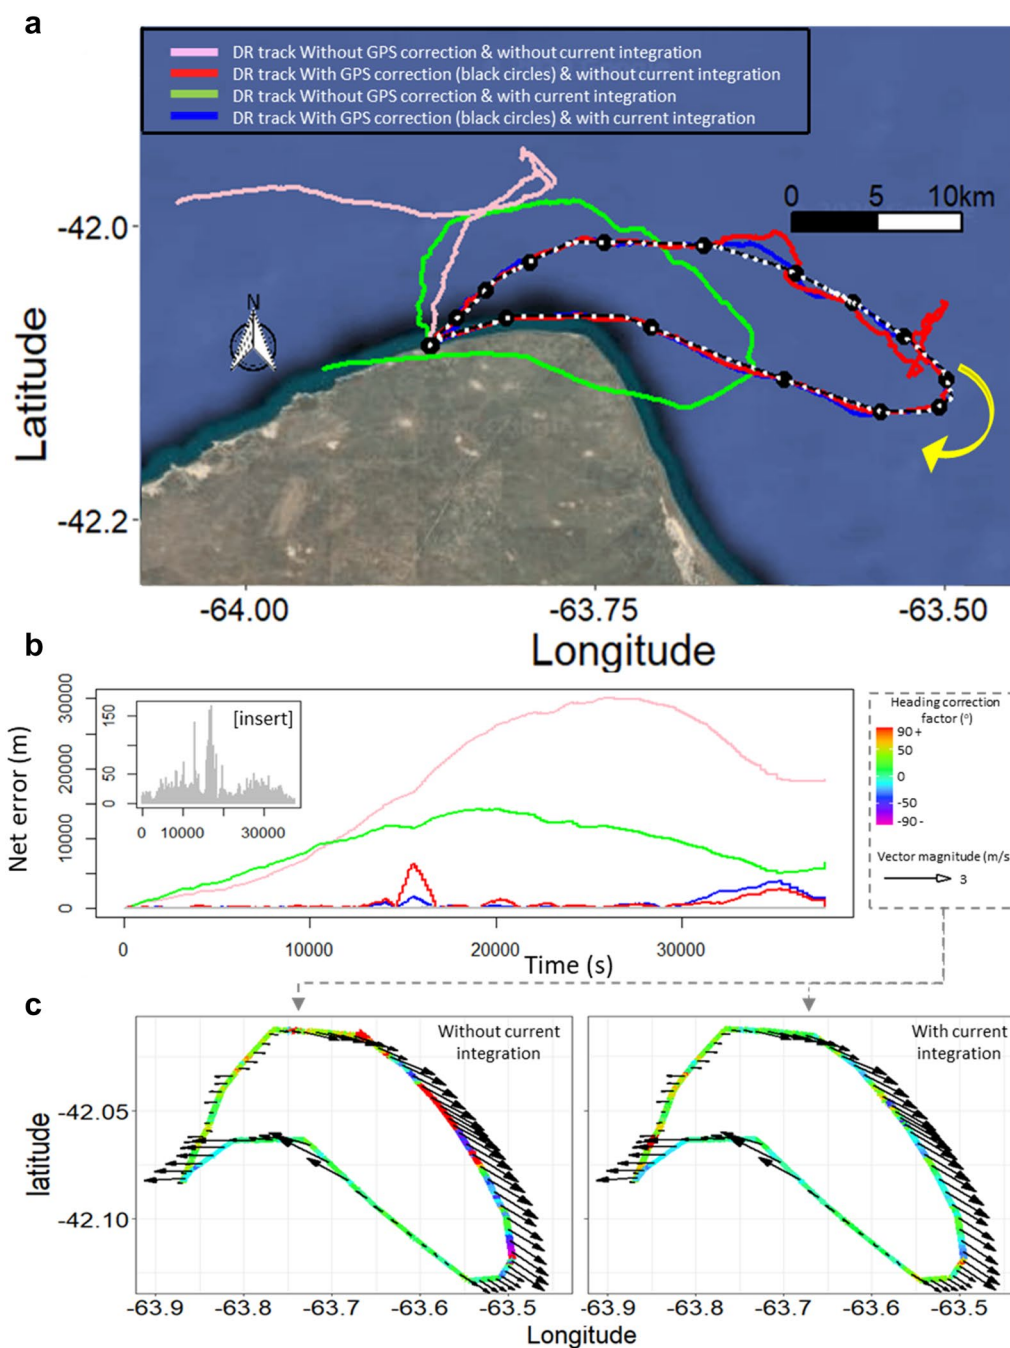 a
DR track Without GPS correction & without current integration
DR track With GPS correction (black circles) & without current integration
DR track Without GPS correction & with current integration
DR track With GPS correction (black circles) & with current integration
0 5 10km
-42.0
N
Latitude
-42.2
-64.00 -63.75 -63.50
Longitude
b
Net error (m)
30000
20000
10000
0
[insert]
150
50
0
0 10000 30000
0 10000 20000 30000
Time (s)
Heading correction
factor (°)
90 +
50
0
-50
-90 -
Vector magnitude (m/s
3
c
Without current
integration
With current
integration
latitude
-42.05
-42.10
-63.9 -63.8 -63.7 -63.6 -63.5
-63.9 -63.8 -63.7 -63.6 -63.5
Longitude